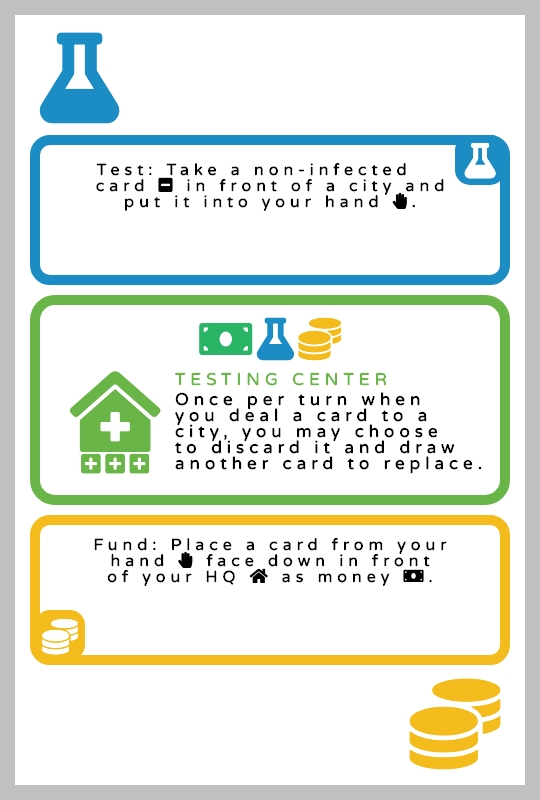 Test: Take a non-infected
card in front of a city and
put it into your hand .
TESTING CENTER
Once per turn when
you deal a card to a
city, you may choose
to discard it and draw
another card to replace.
Fund: Place a card from your
hand face down in front
of your HQ as money .